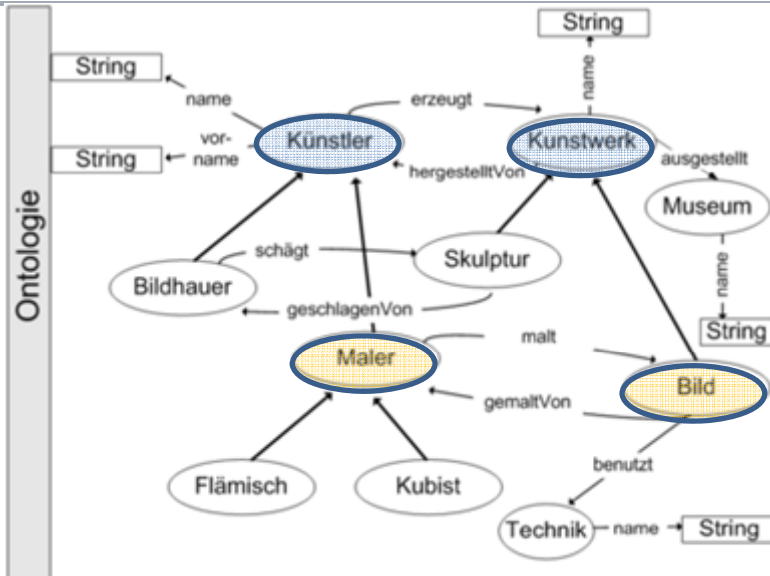 String
String
name
name
erzeugt
Künstler
Kunstwerk
String
vor-
name
ausgestellt
hergestelltVon
Museum
Ontologie
schägt
Skulptur
Bildhauer
name
geschlagenVon
String
malt
Maler
Bild
gemaltVon
benutzt
Flämisch
Kubist
Technik
name
String